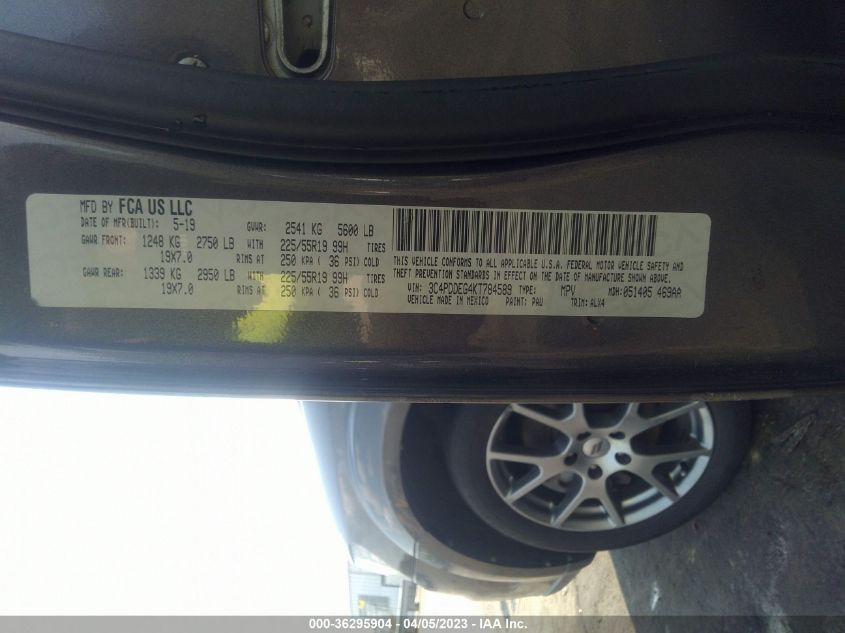 MFD BY FCA US LLC
DATE OF MFR(BUILT): 5-19 GVWR: 2541 KG 5600 LB
GAWR FRONT: 1248 KG 2750 LB WITH 225/55R19 99H TIRES
19X7.0 RIMS AT 250 KPA ( 36 PSI) COLD
GAWR REAR: 1339 KG 2950 LB WITH 225/55R19 99H TIRES
19X7.0 RIMS AT 250 KPA ( 36 PSI) COLD
THIS VEHICLE CONFORMS TO ALL APPLICABLE U.S.A. FEDERAL MOTOR VEHICLE SAFETY AND
THEFT PREVENTION STANDARDS IN EFFECT ON THE DATE OF MANUFACTURE SHOWN ABOVE.
VIN: 3C4PDDEG4KT794589 TYPE: MPV MDH: 051405 469AA
VEHICLE MADE IN MEXICO PAINT: PAU TRIM: ALX4
000-36295904 - 04/05/2023 - IAA Inc.